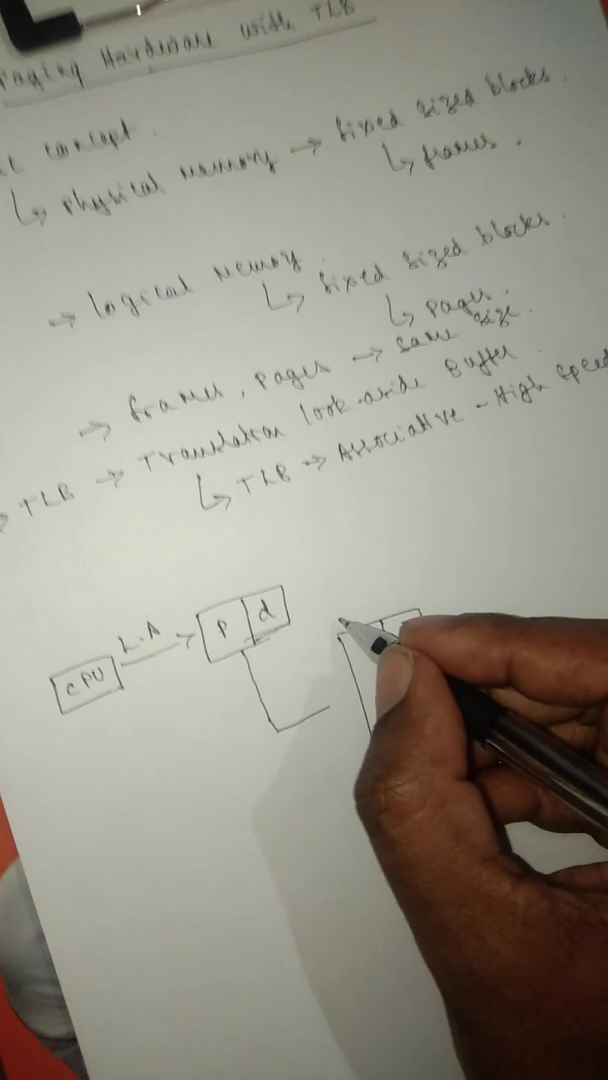 Paging Hardware with TLB
concept
↳ Physical Memory → fixed sized blocks.
↳ frames.
→ Logical Memory
↳ fixed sized blocks.
↳ pages.
→ frames, pages → same size.
TLB → Translation look-aside Buffer
↳ TLB → Associative - High speed
CPU
L.A
P d